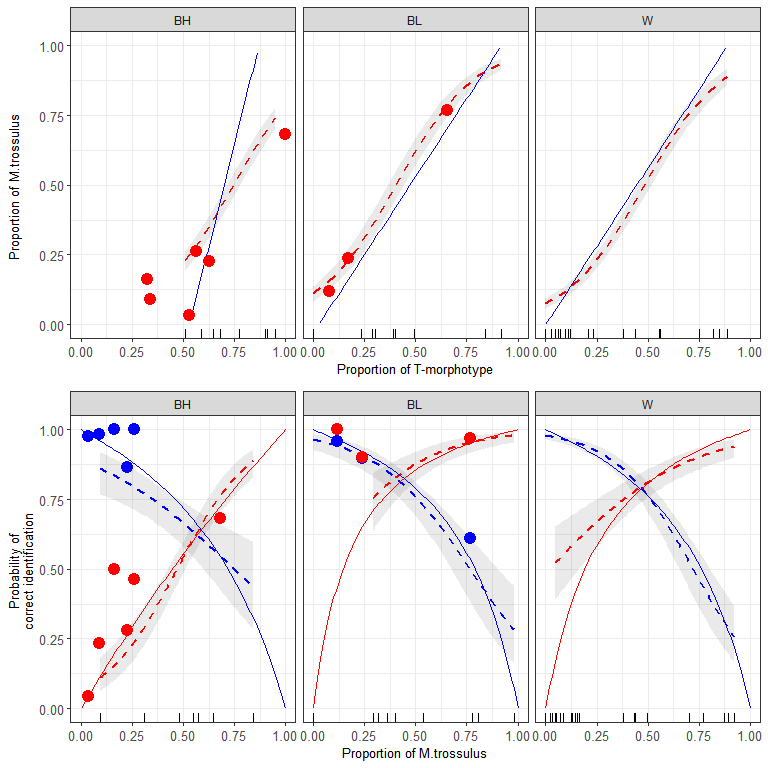 BH BL W
Proportion of M.trossulus
1.00
0.75
0.50
0.25
0.00
0.00 0.25 0.50 0.75 1.00 0.00 0.25 0.50 0.75 1.00 0.00 0.25 0.50 0.75 1.00
Proportion of T-morphotype
BH BL W
Probability of
correct identification
1.00
0.75
0.50
0.25
0.00
0.00 0.25 0.50 0.75 1.00 0.00 0.25 0.50 0.75 1.00 0.00 0.25 0.50 0.75 1.00
Proportion of M.trossulus